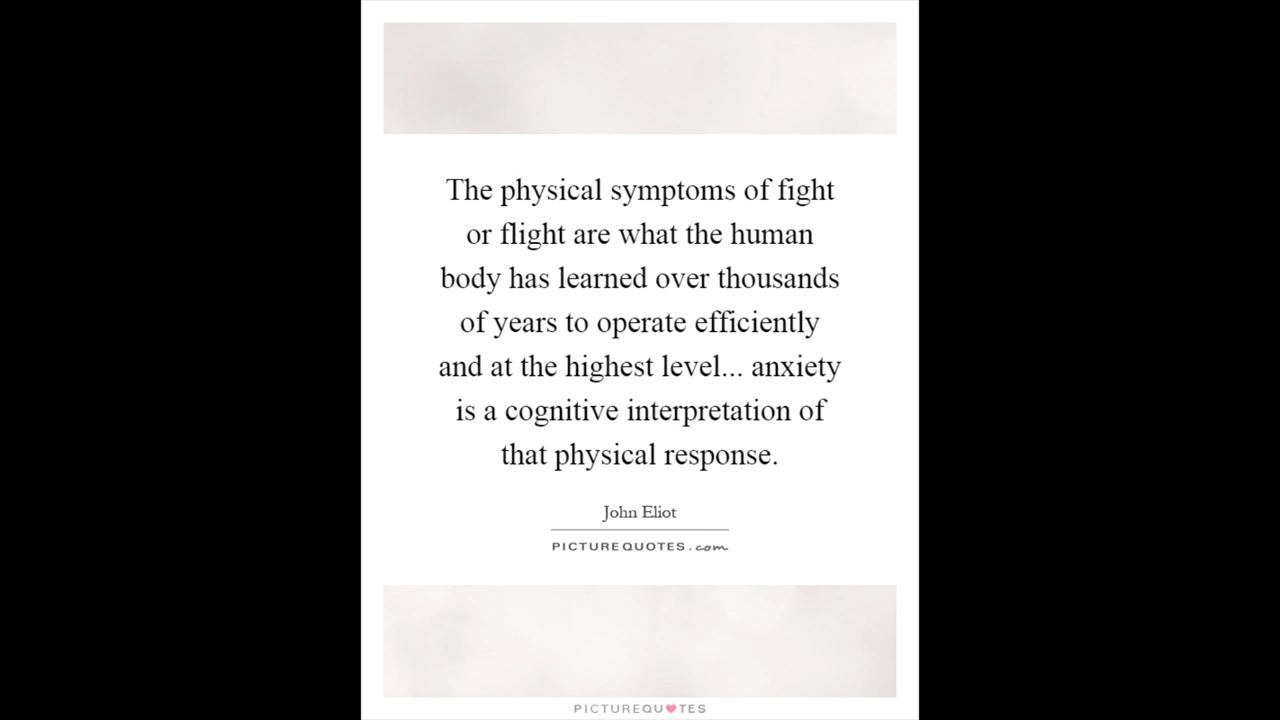 The physical symptoms of fight
or flight are what the human
body has learned over thousands
of years to operate efficiently
and at the highest level... anxiety
is a cognitive interpretation of
that physical response.
John Eliot
PICTUREQUOTES.com
PICTUREQU♥TES